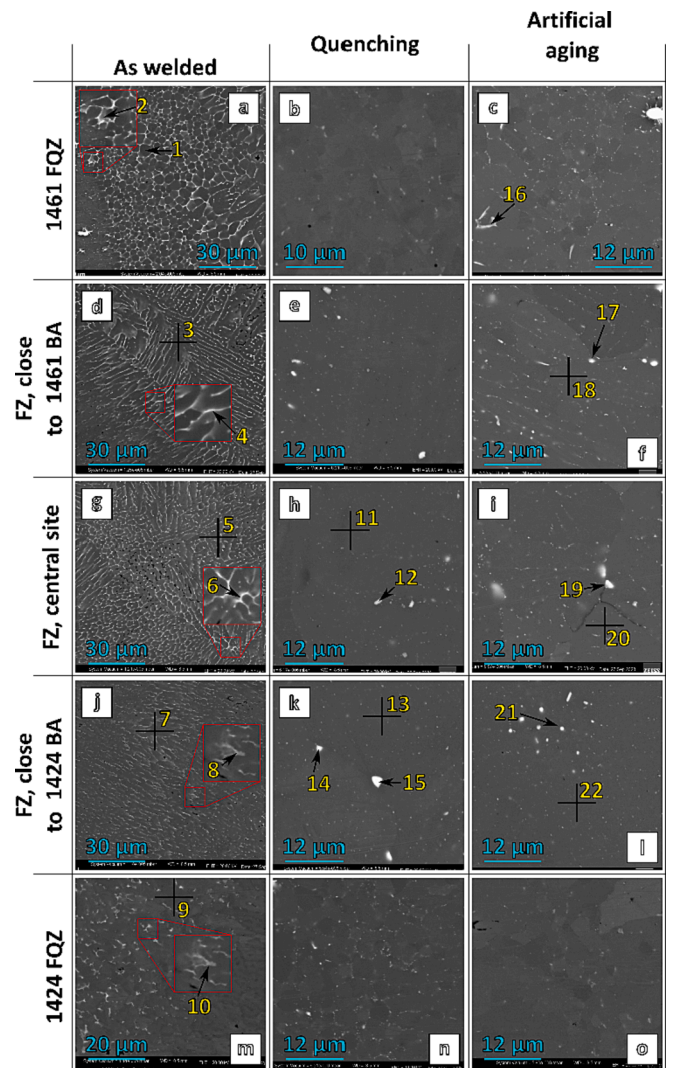 As welded
Quenching
Artificial
aging
1461 FQZ
a
2
1
30 μm
b
10 μm
c
16
12 μm
FZ, close
to 1461 BA
d
3
4
30 μm
e
12 μm
17
18
12 μm
f
FZ, central site
g
5
6
30 μm
h
11
12
12 μm
i
19
20
12 μm
FZ, close
to 1424 BA
j
7
8
30 μm
k
13
14
15
12 μm
21
22
12 μm
l
1424 FQZ
9
10
20 μm
m
12 μm
n
12 μm
o